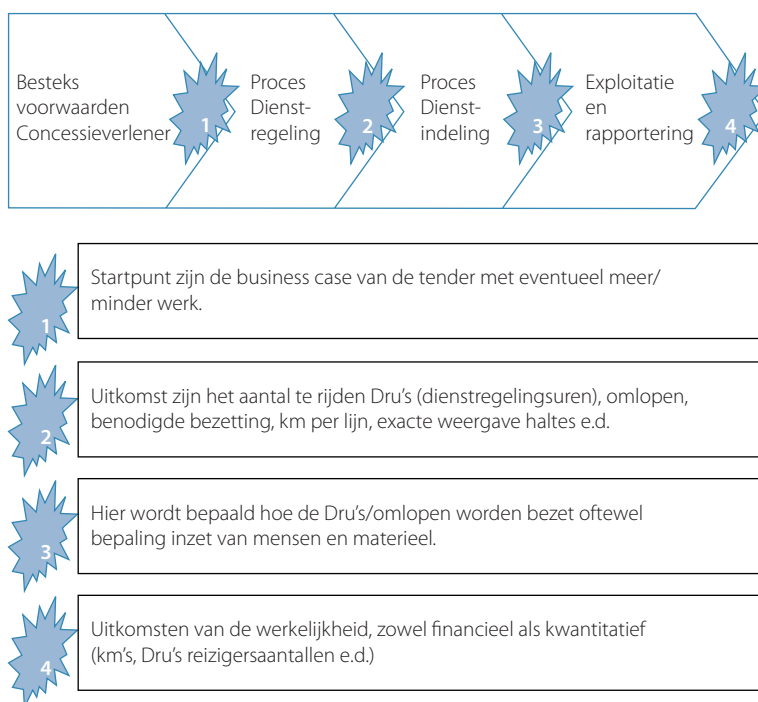 Besteks
voorwaarden
Concessieverlener
1
Proces
Dienst-
regeling
2
Proces
Dienst-
indeling
3
Exploitatie
en
rapportering
4
1
Startpunt zijn de business case van de tender met eventueel meer/
minder werk.
2
Uitkomst zijn het aantal te rijden Dru's (dienstregelingsuren), omlopen,
benodigde bezetting, km per lijn, exacte weergave haltes e.d.
3
Hier wordt bepaald hoe de Dru's/omlopen worden bezet oftewel
bepaling inzet van mensen en materieel.
4
Uitkomsten van de werkelijkheid, zowel financieel als kwantitatief
(km's, Dru's reizigersaantallen e.d.)